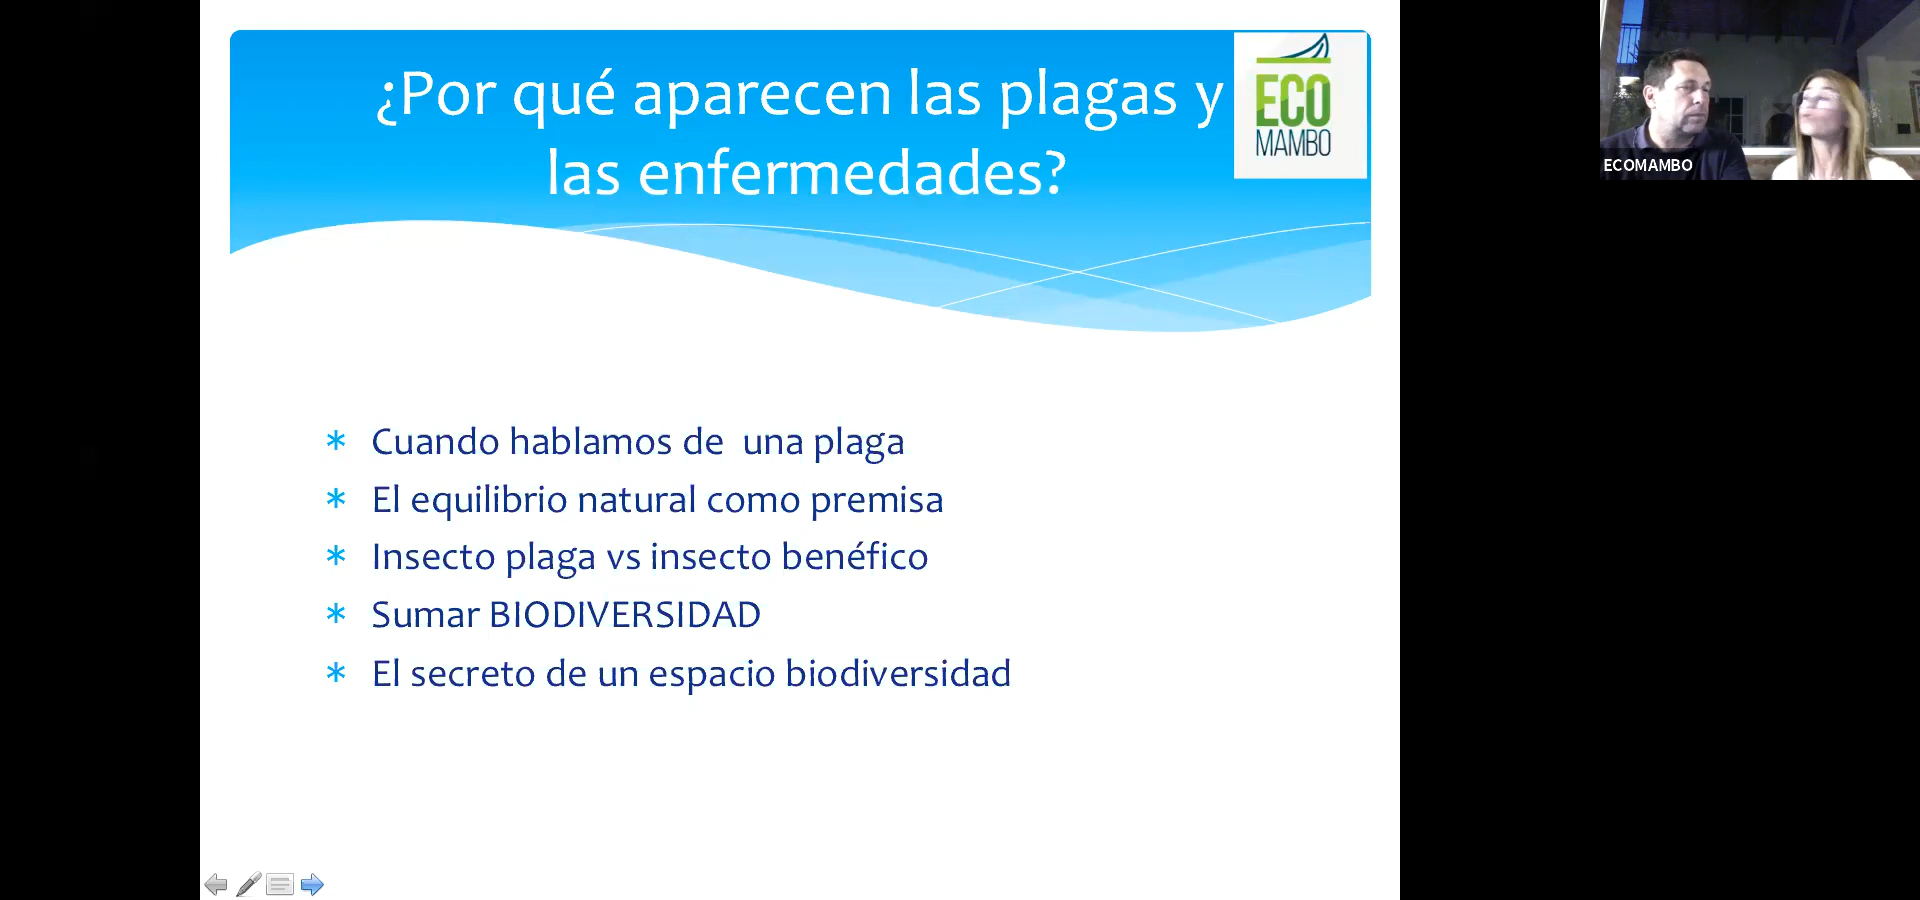 ¿Por qué aparecen las plagas y
las enfermedades?
ECO
MAMBO
ECOMAMBO
* Cuando hablamos de  una plaga
* El equilibrio natural como premisa
* Insecto plaga vs insecto benéfico
* Sumar BIODIVERSIDAD
* El secreto de un espacio biodiversidad